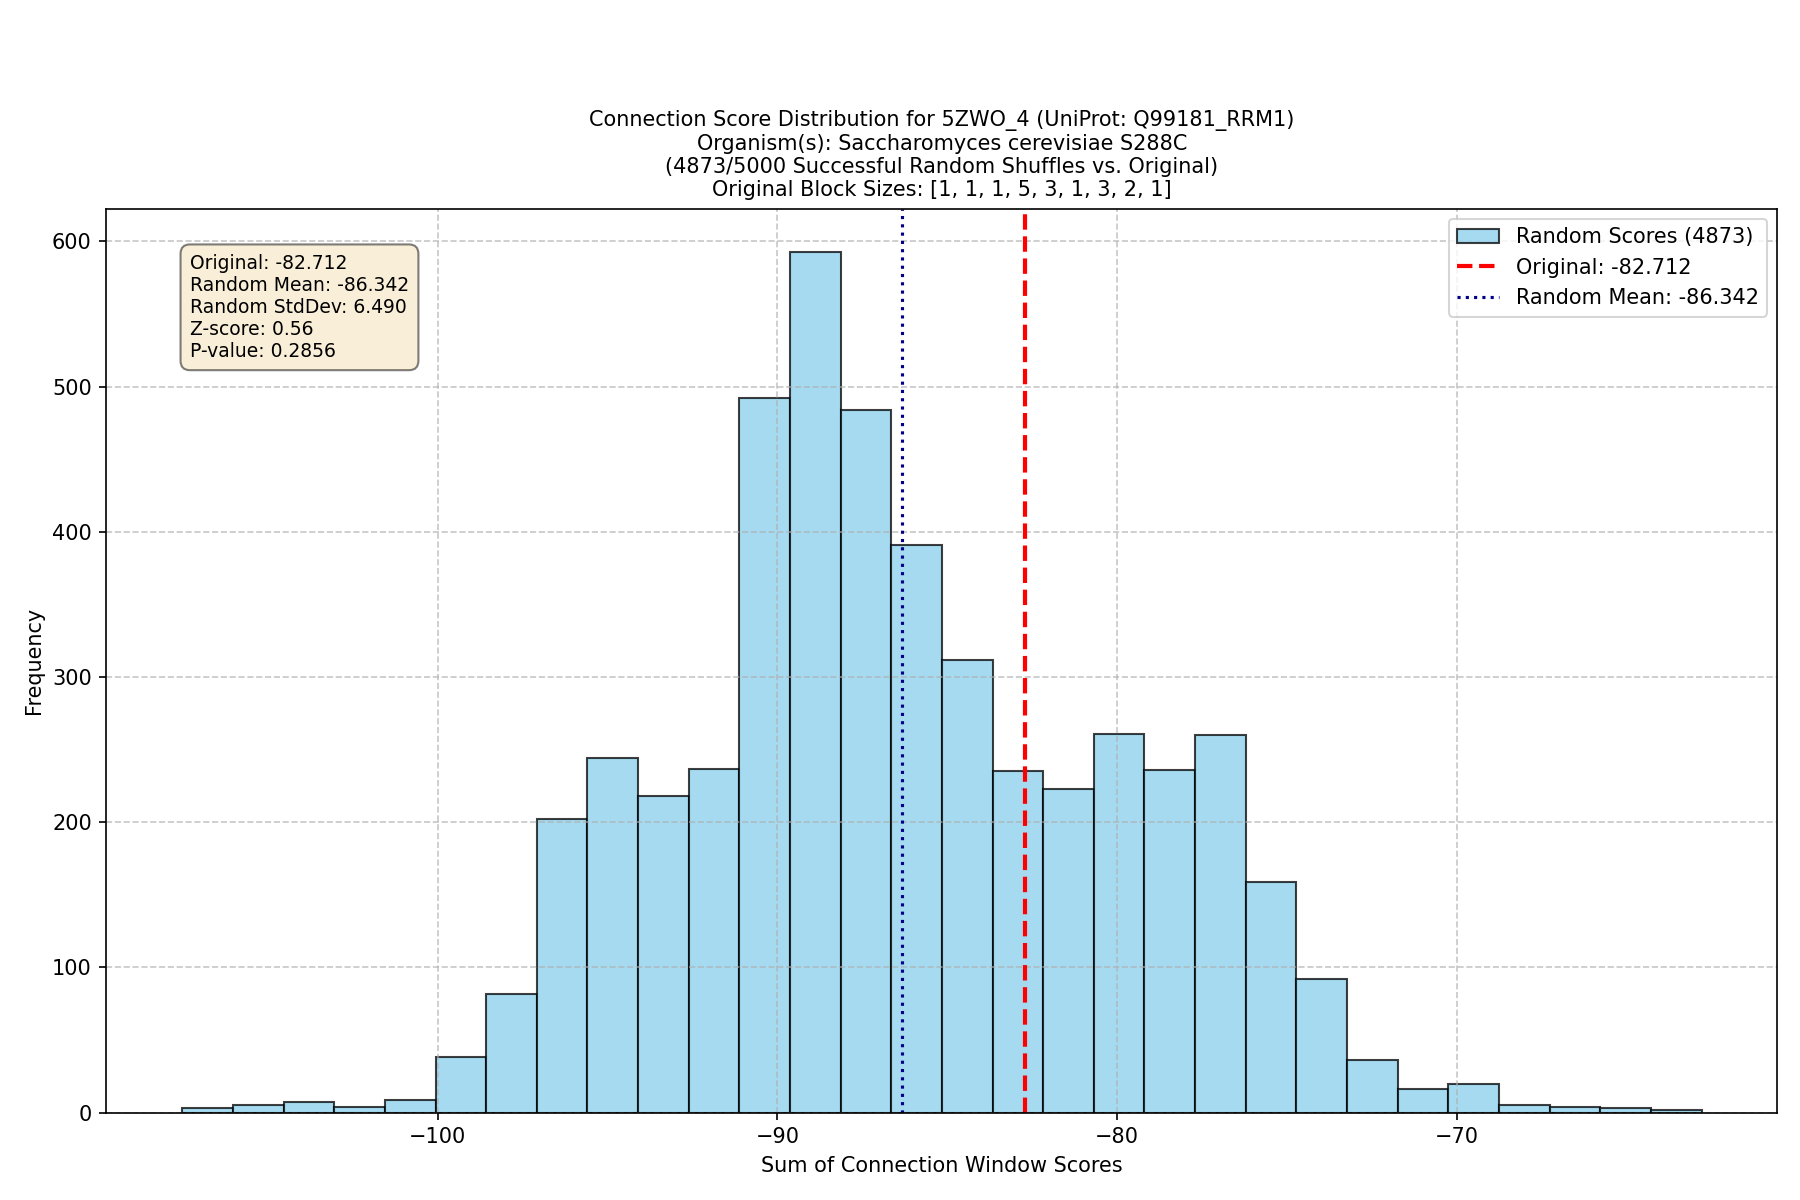 Connection Score Distribution for 5ZWO_4 (UniProt: Q99181_RRM1)
Organism(s): Saccharomyces cerevisiae S288C
(4873/5000 Successful Random Shuffles vs. Original)
Original Block Sizes: [1, 1, 1, 5, 3, 1, 3, 2, 1]
Original: -82.712
Random Mean: -86.342
Random StdDev: 6.490
Z-score: 0.56
P-value: 0.2856
Random Scores (4873)
Original: -82.712
Random Mean: -86.342
600
500
400
300
200
100
0
Frequency
−100
−90
−80
−70
Sum of Connection Window Scores